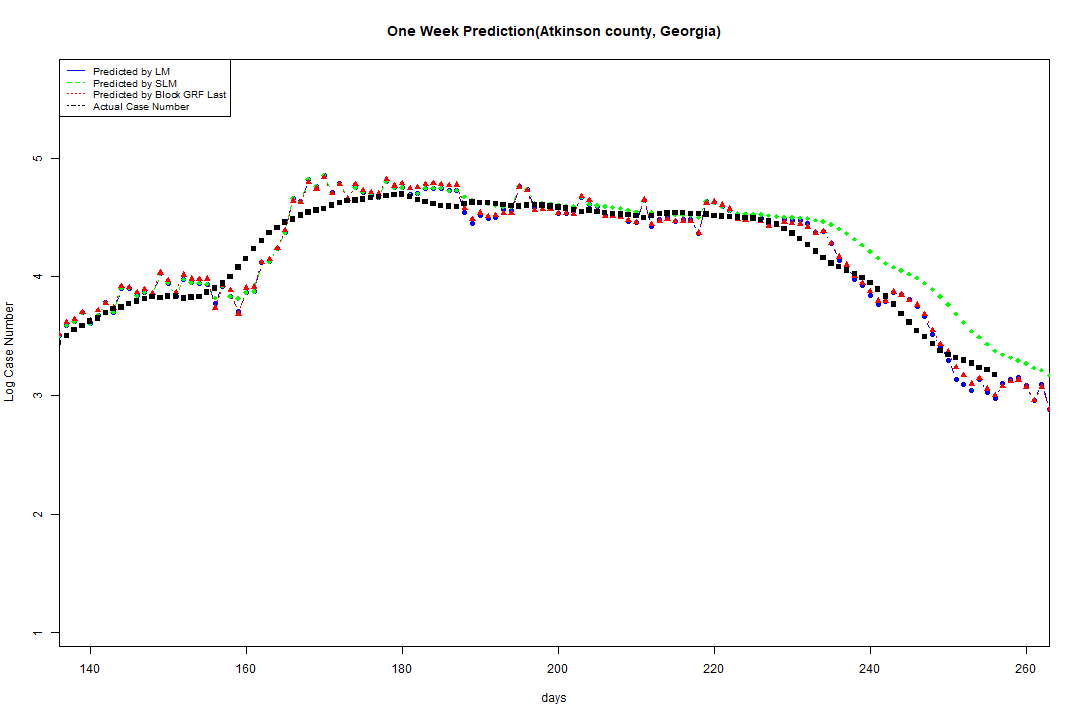 One Week Prediction(Atkinson county, Georgia)
Predicted by LM
Predicted by SLM
Predicted by Block GRF Last
Actual Case Number
5
4
3
2
1
Log Case Number
140 160 180 200 220 240 260
days